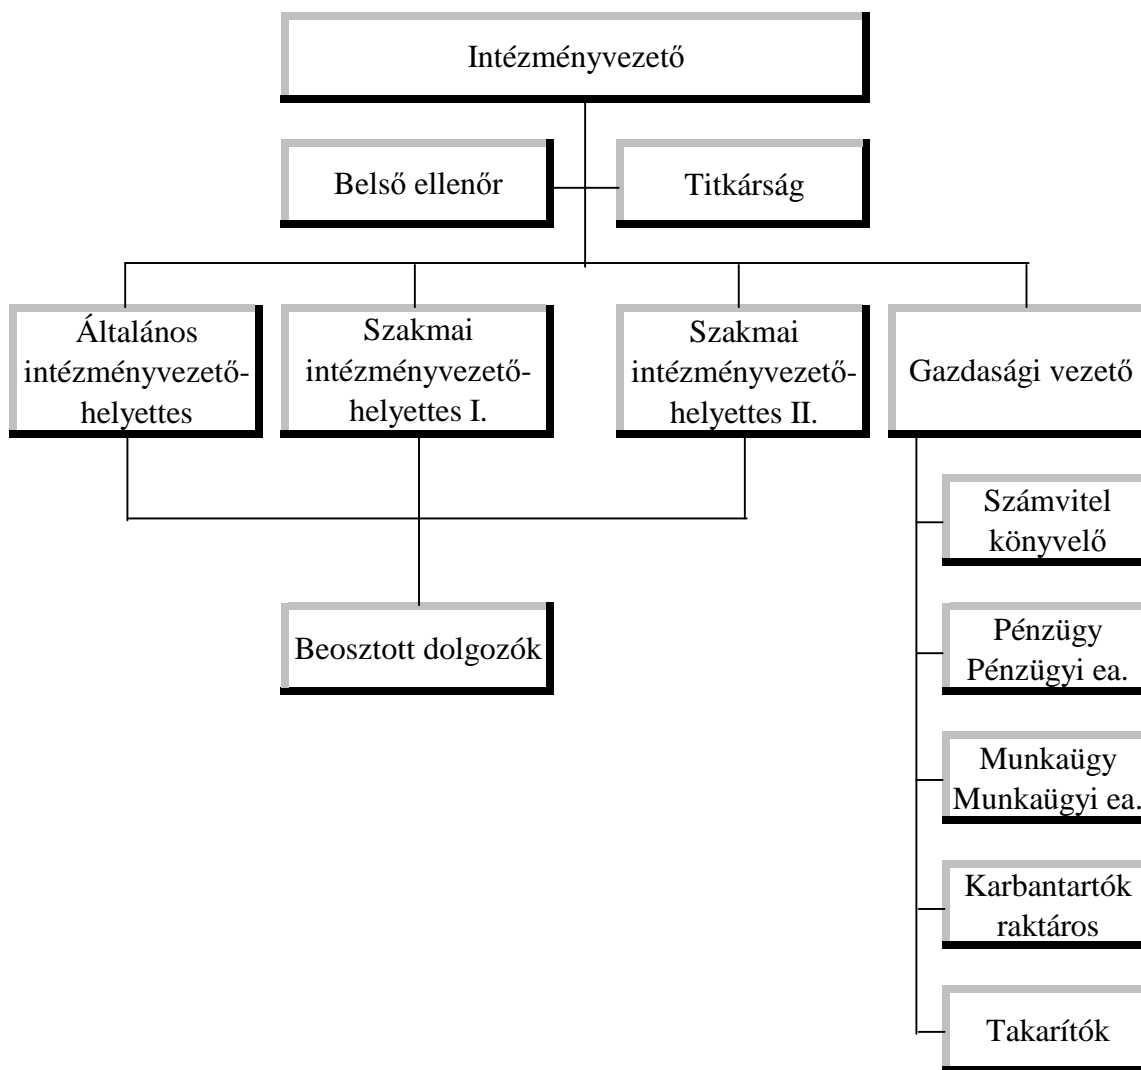 Intézményvezető
Belső ellenőr
Titkárság
Általános
intézményvezető-
helyettes
Szakmai
intézményvezető-
helyettes I.
Szakmai
intézményvezető-
helyettes II.
Gazdasági vezető
Számvitel
könyvelő
Beosztott dolgozók
Pénzügy
Pénzügyi ea.
Munkaügy
Munkaügyi ea.
Karbantartók
raktáros
Takarítók